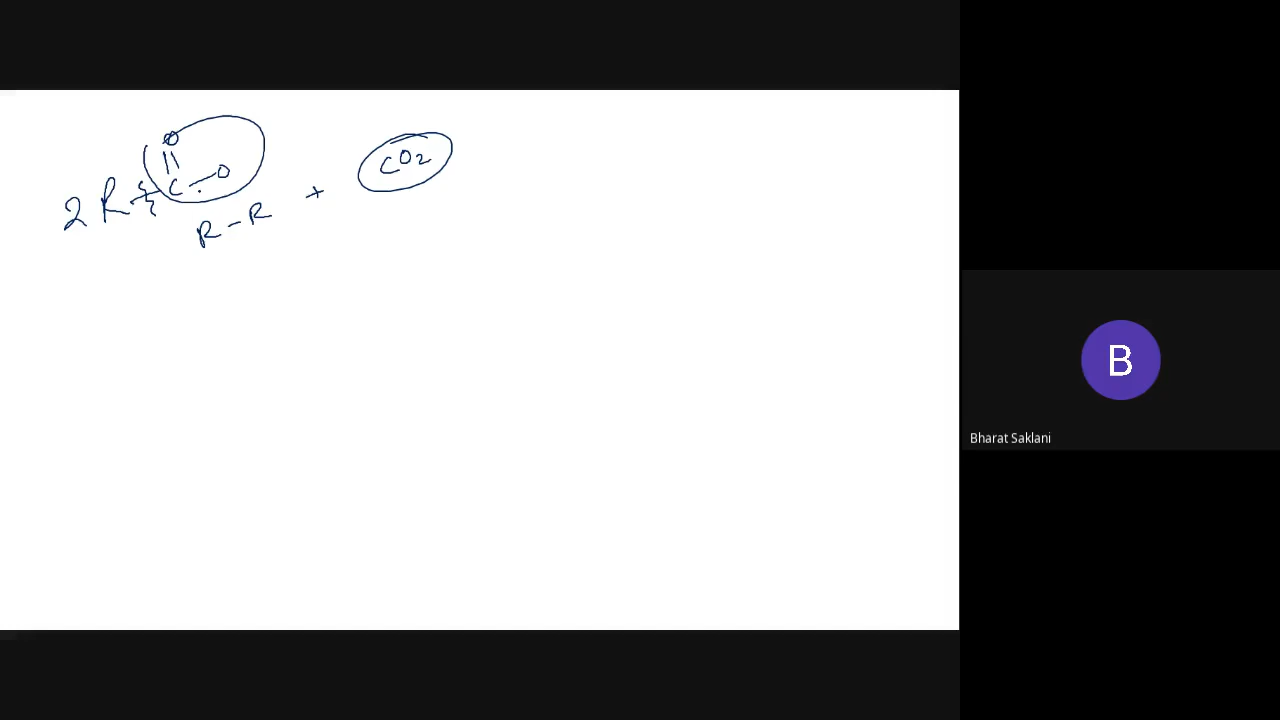 O
||
2 R - C - O
R - R + CO2
B
Bharat Saklani